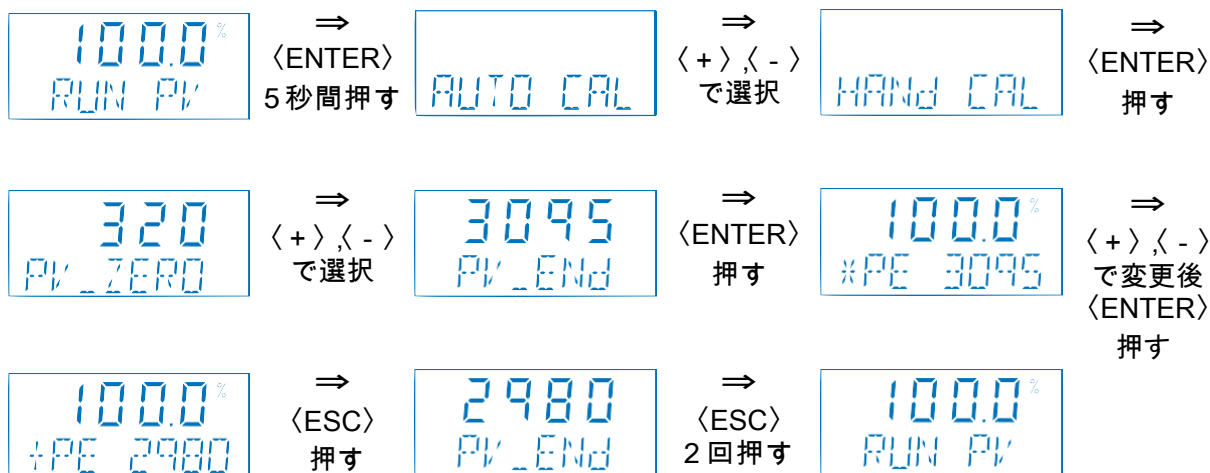 100.0%
RUN PV
⇒
〈ENTER〉
5秒間押す
AUTO CAL
⇒
〈 + 〉,〈 - 〉
で選択
HANd CAL
⇒
〈ENTER〉
押す
320
PV_ZERO
⇒
〈 + 〉,〈 - 〉
で選択
3095
PV_ENd
⇒
〈ENTER〉
押す
100.0%
*PE 3095
⇒
〈 + 〉,〈 - 〉
で変更後
〈ENTER〉
押す
100.0%
+PE 2980
⇒
〈ESC〉
押す
2980
PV_ENd
⇒
〈ESC〉
2回押す
100.0%
RUN PV